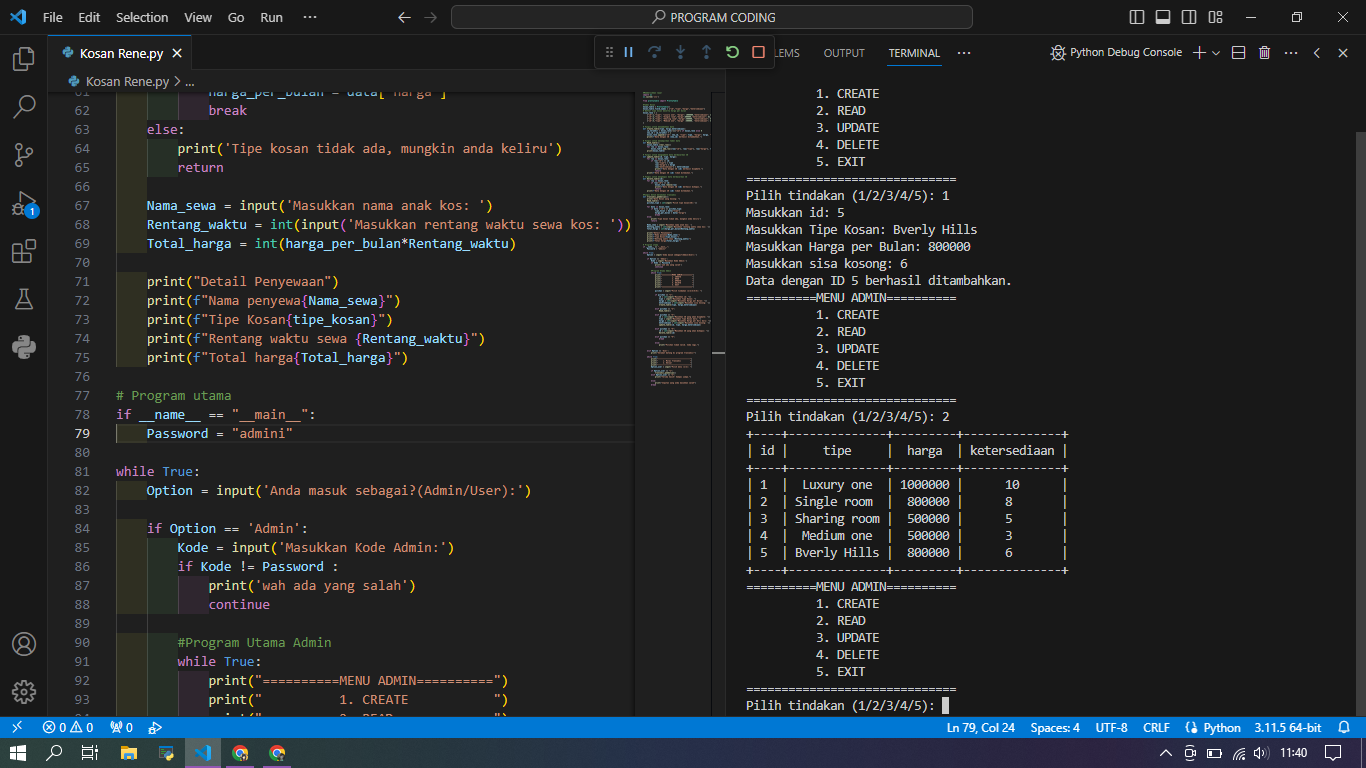 File Edit Selection View Go Run ··· PROGRAM CODING
Kosan Rene.py
Kosan Rene.py > ...
harga_per_bulan = data['harga']
62 break
63 else:
64 print('Tipe kosan tidak ada, mungkin anda keliru')
65 return
66
67 Nama_sewa = input('Masukkan nama anak kos: ')
68 Rentang_waktu = int(input('Masukkan rentang waktu sewa kos: '))
69 Total_harga = int(harga_per_bulan*Rentang_waktu)
70
71 print("Detail Penyewaan")
72 print(f"Nama penyewa{Nama_sewa}")
73 print(f"Tipe Kosan{tipe_kosan}")
74 print(f"Rentang waktu sewa {Rentang_waktu}")
75 print(f"Total harga{Total_harga}")
76
77 # Program utama
78 if __name__ == "__main__":
79 Password = "admini"
80
81 while True:
82 Option = input('Anda masuk sebagai?(Admin/User):')
83
84 if Option == 'Admin':
85 Kode = input('Masukkan Kode Admin:')
86 if Kode != Password :
87 print('wah ada yang salah')
88 continue
89
90 #Program Utama Admin
91 while True:
92 print("==========MENU ADMIN==========")
93 print(" 1. CREATE ")
LEMS OUTPUT TERMINAL ···
Python Debug Console
1. CREATE
2. READ
3. UPDATE
4. DELETE
5. EXIT
==============================
Pilih tindakan (1/2/3/4/5): 1
Masukkan id: 5
Masukkan Tipe Kosan: Bverly Hills
Masukkan Harga per Bulan: 800000
Masukkan sisa kosong: 6
Data dengan ID 5 berhasil ditambahkan.
==========MENU ADMIN==========
1. CREATE
2. READ
3. UPDATE
4. DELETE
5. EXIT
==============================
Pilih tindakan (1/2/3/4/5): 2
+----+--------------+---------+--------------+
| id | tipe | harga | ketersediaan |
+----+--------------+---------+--------------+
| 1 | Luxury one | 1000000 | 10 |
| 2 | Single room | 800000 | 8 |
| 3 | Sharing room | 500000 | 5 |
| 4 | Medium one | 500000 | 3 |
| 5 | Bverly Hills | 800000 | 6 |
+----+--------------+---------+--------------+
==========MENU ADMIN==========
1. CREATE
2. READ
3. UPDATE
4. DELETE
5. EXIT
==============================
Pilih tindakan (1/2/3/4/5):
1
0 0 0 Ln 79, Col 24 Spaces: 4 UTF-8 CRLF Python 3.11.5 64-bit
11:40